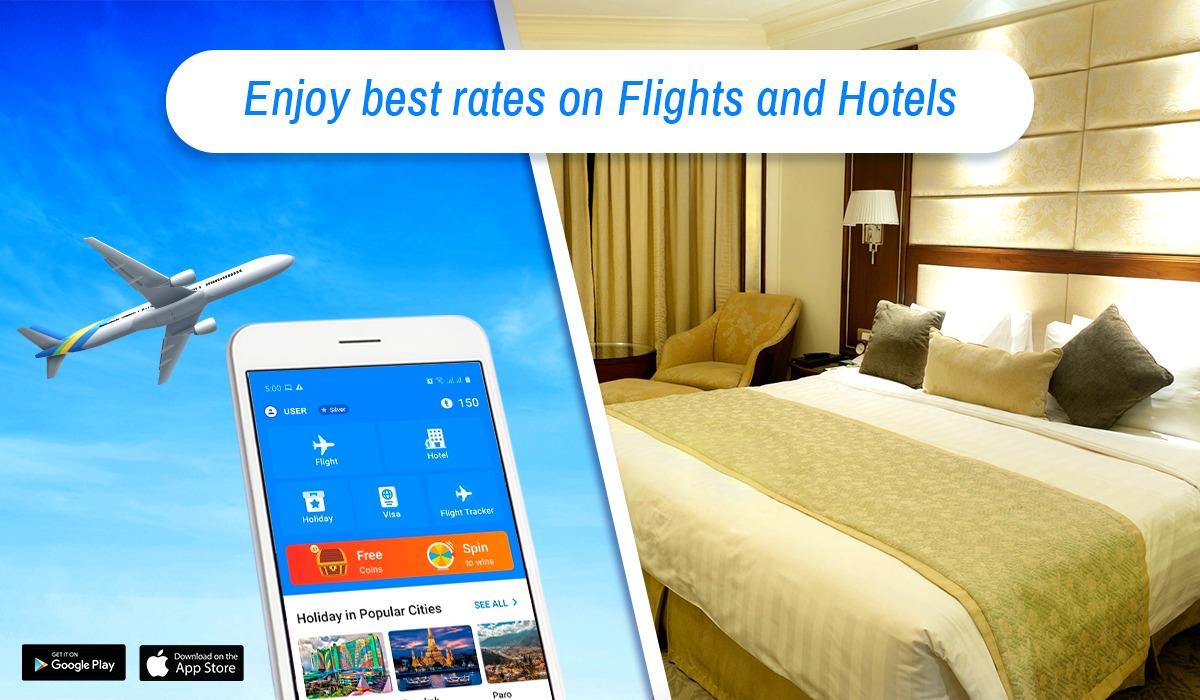 Enjoy best rates on Flights and Hotels
5:00
USER
Silver
150
Flight
Hotel
Holiday
Visa
Flight Tracker
Free
Coins
Spin
to wins
Holiday in Popular Cities
SEE ALL >
Paro
GET IT ON
Google Play
Download on the
App Store